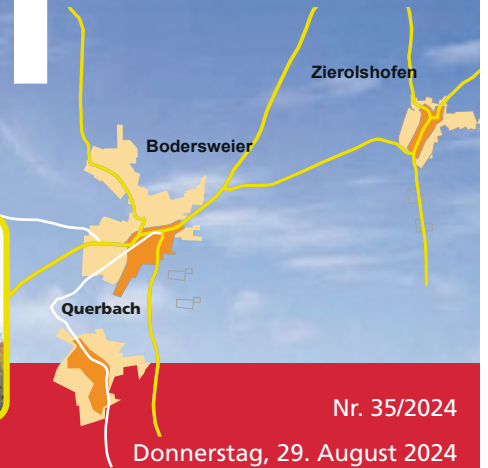 Zierolshofen
Bodersweier
Querbach
Nr. 35/2024
Donnerstag, 29. August 2024